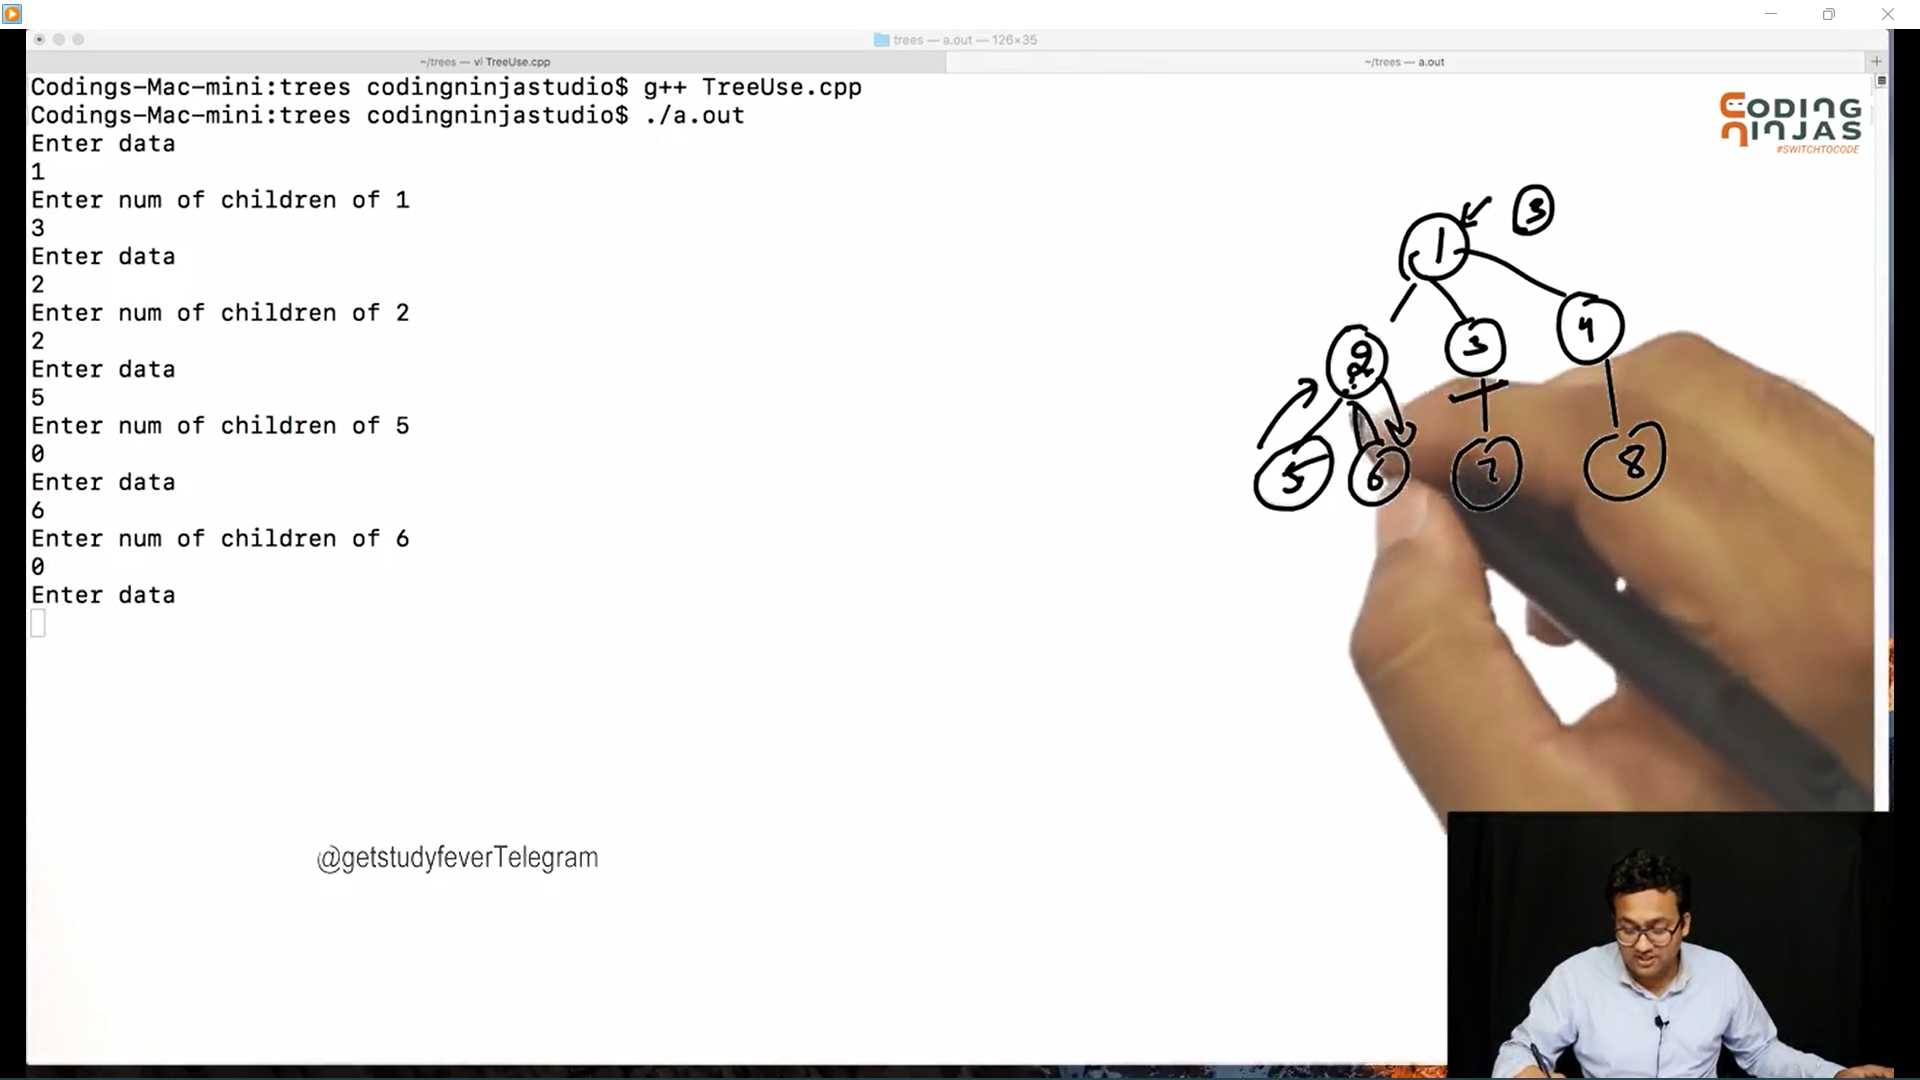 trees — a.out — 126×35
~/trees — vi TreeUse.cpp
~/trees — a.out
Codings-Mac-mini:trees codingninjastudio$ g++ TreeUse.cpp
Codings-Mac-mini:trees codingninjastudio$ ./a.out
Enter data
1
Enter num of children of 1
3
Enter data
2
Enter num of children of 2
2
Enter data
5
Enter num of children of 5
0
Enter data
6
Enter num of children of 6
0
Enter data
CODING
NINJAS
#SWITCHTOCODE
3
1
2 3 4
5 6 7 8
@getstudyfeverTelegram